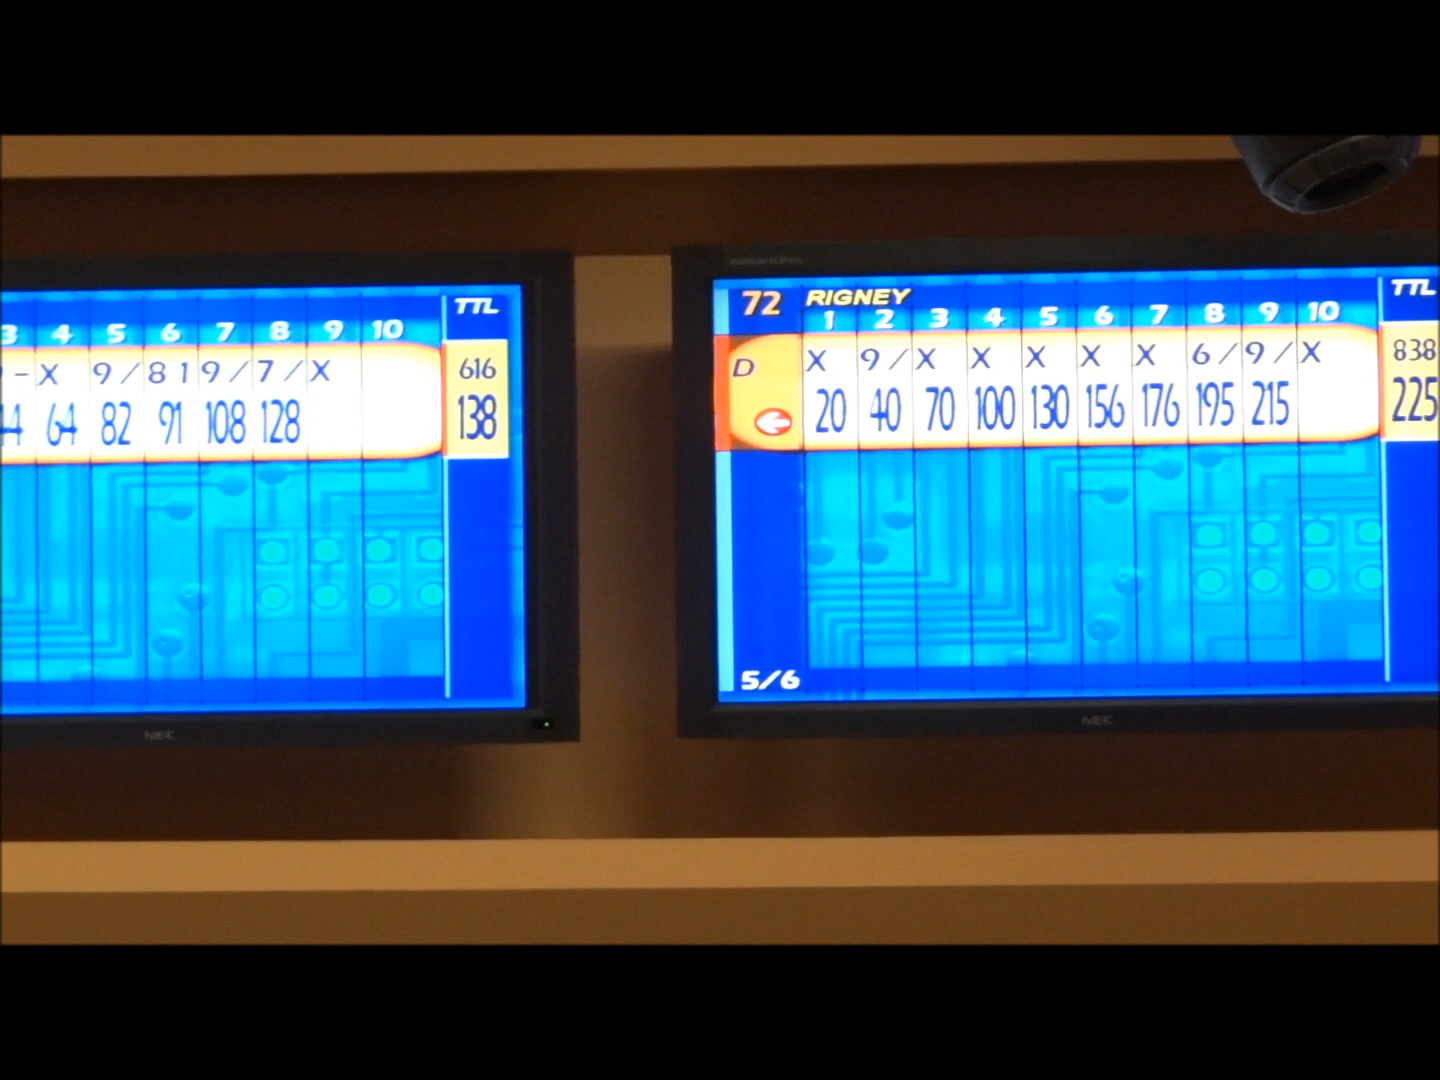 TTL
3 4 5 6 7 8 9 10
- X 9 / 8 1 9 / 7 / X 616
44 64 82 91 108 128 138
NEC
72 RIGNEY TTL
1 2 3 4 5 6 7 8 9 10
D X 9 / X X X X X 6 / 9 / X 838
20 40 70 100 130 156 176 195 215 225
5/6
NEC